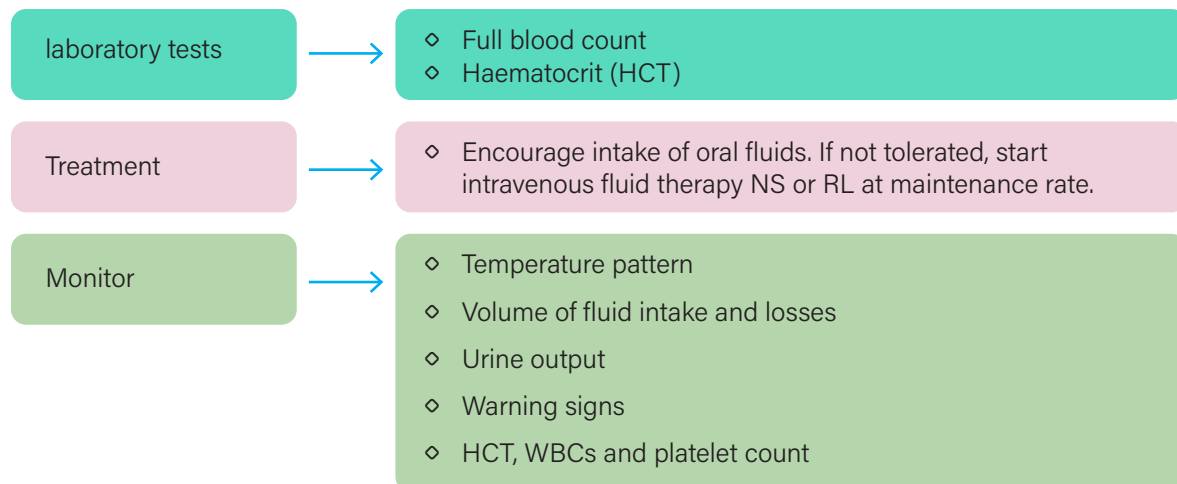 laboratory tests
◇ Full blood count
◇ Haematocrit (HCT)
Treatment
◇ Encourage intake of oral fluids. If not tolerated, start
intravenous fluid therapy NS or RL at maintenance rate.
Monitor
◇ Temperature pattern
◇ Volume of fluid intake and losses
◇ Urine output
◇ Warning signs
◇ HCT, WBCs and platelet count